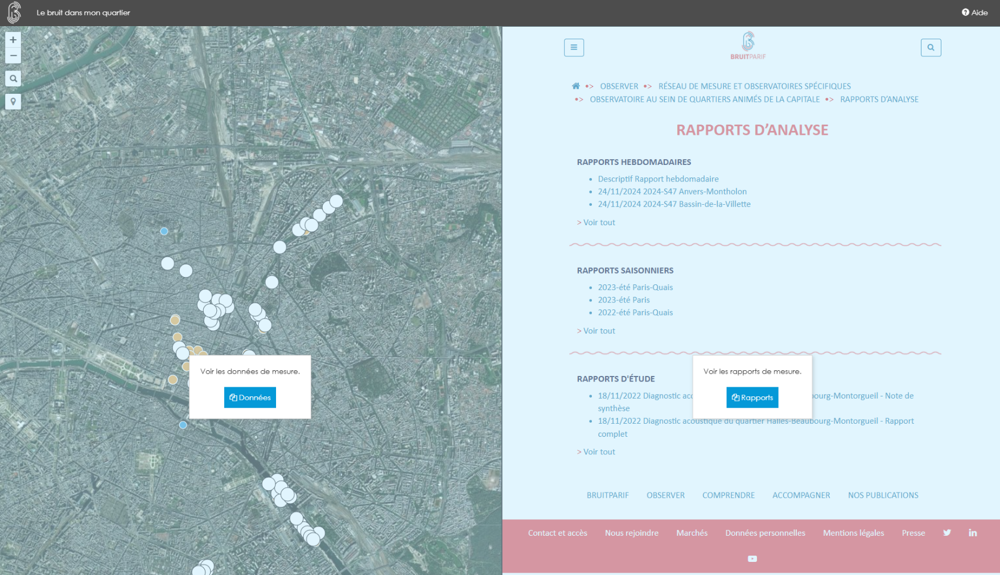 Le bruit dans mon quartier
Aide
+
−
Voir les données de mesure.
Données
BRUITPARIF
•> OBSERVER •> RÉSEAU DE MESURE ET OBSERVATOIRES SPÉCIFIQUES
•> OBSERVATOIRE AU SEIN DE QUARTIERS ANIMÉS DE LA CAPITALE •> RAPPORTS D’ANALYSE
RAPPORTS D’ANALYSE
RAPPORTS HEBDOMADAIRES
• Descriptif Rapport hebdomadaire
• 24/11/2024 2024-S47 Anvers-Montholon
• 24/11/2024 2024-S47 Bassin-de-la-Villette
> Voir tout
RAPPORTS SAISONNIERS
• 2023-été Paris-Quais
• 2023-été Paris
• 2022-été Paris-Quais
> Voir tout
RAPPORTS D'ÉTUDE
• 18/11/2022 Diagnostic bourg-Montorgueil - Note de
synthèse
• 18/11/2022 Diagnostic acoustique du quartier Halles-Beaubourg-Montorgueil - Rapport
complet
> Voir tout
Voir les rapports de mesure.
Rapports
BRUITPARIF OBSERVER COMPRENDRE ACCOMPAGNER NOS PUBLICATIONS
Contact et accès Nous rejoindre Marchés Données personnelles Mentions légales Presse